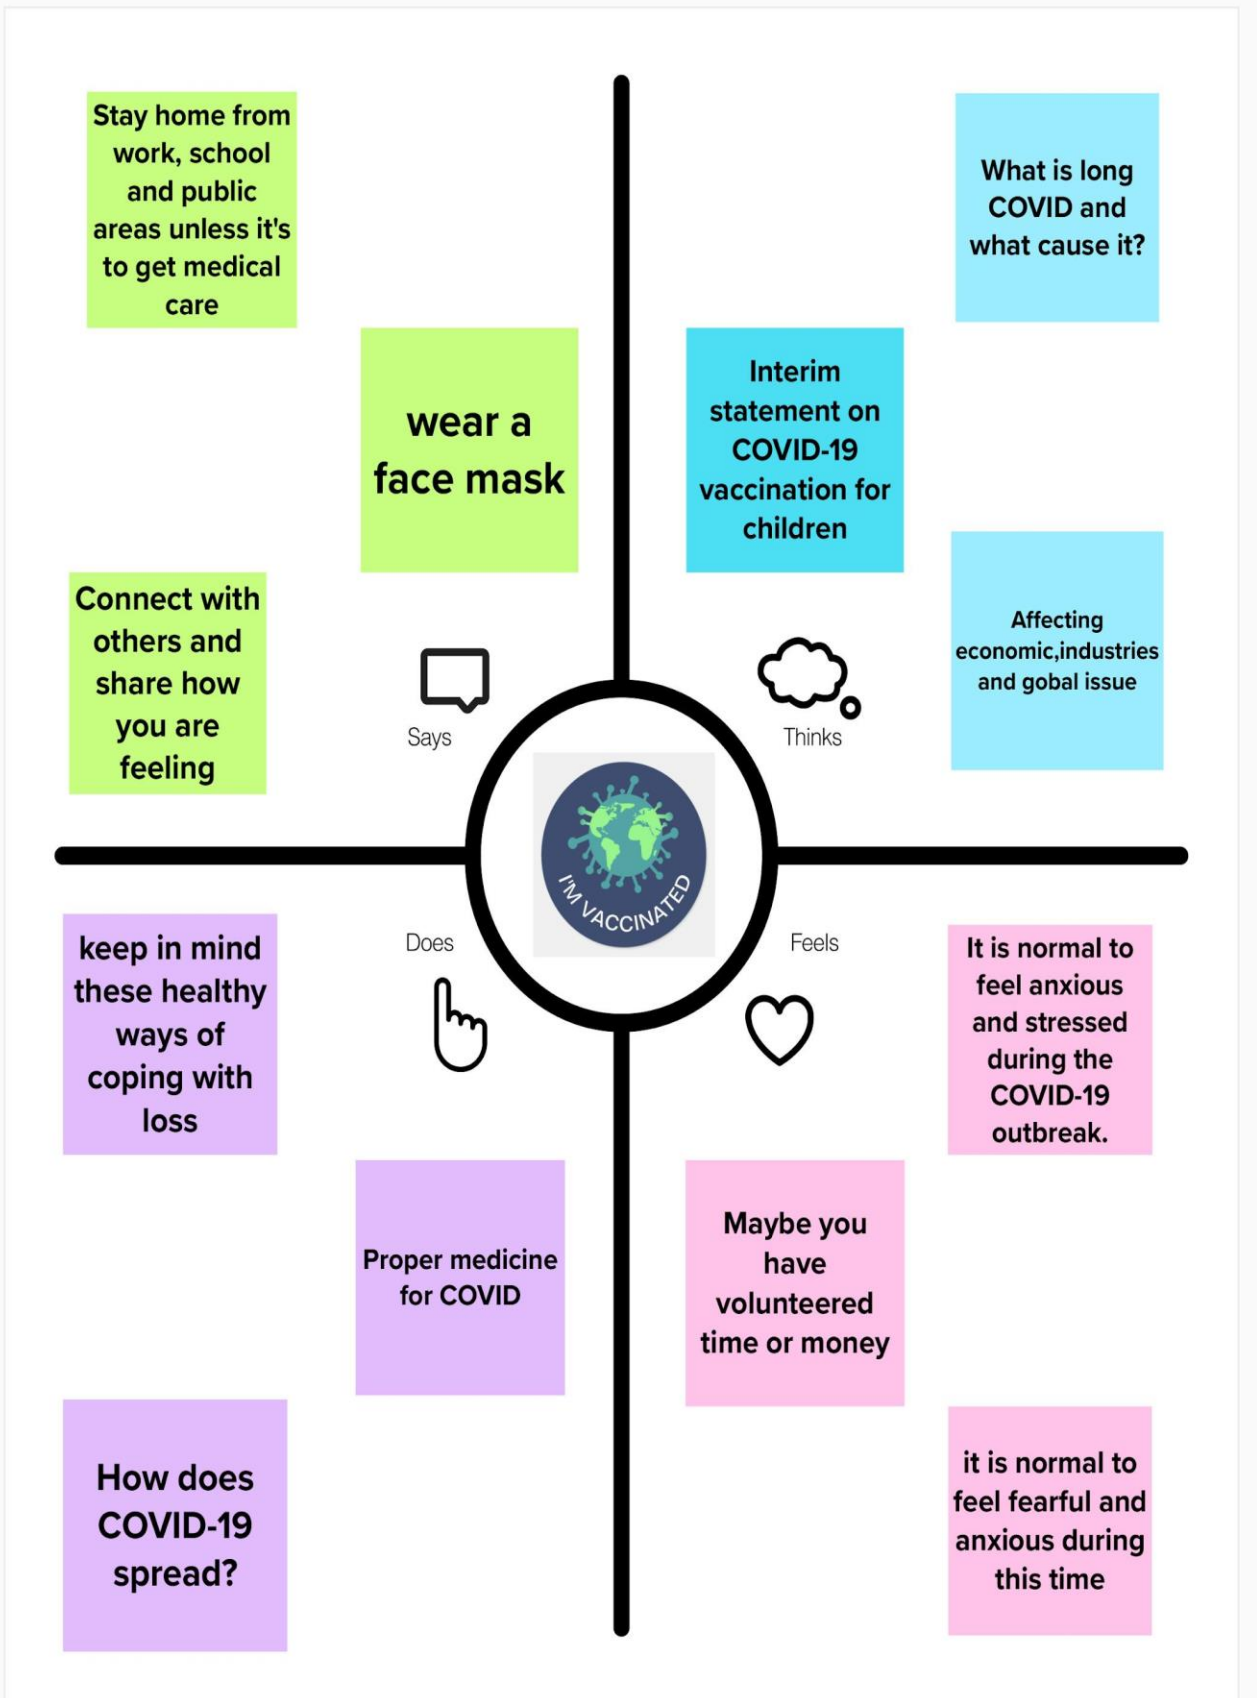 Stay home from
work, school
and public
areas unless it's
to get medical
care
wear a
face mask
Connect with
others and
share how
you are
feeling
Says
What is long
COVID and
what cause it?
Interim
statement on
COVID-19
vaccination for
children
Affecting
economic,industries
and gobal issue
Thinks
I'M VACCINATED
Does
keep in mind
these healthy
ways of
coping with
loss
Proper medicine
for COVID
How does
COVID-19
spread?
Feels
It is normal to
feel anxious
and stressed
during the
COVID-19
outbreak.
Maybe you
have
volunteered
time or money
it is normal to
feel fearful and
anxious during
this time